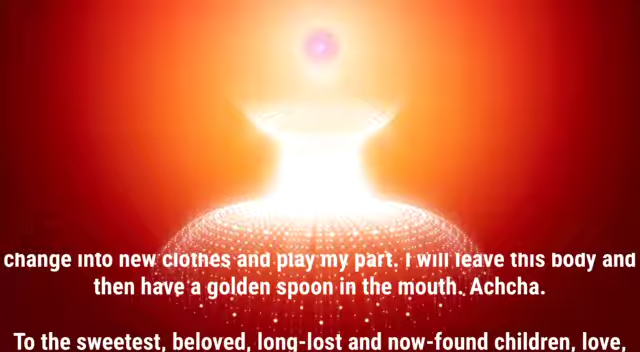 change into new clothes and play my part. I will leave this body and
then have a golden spoon in the mouth. Achcha.
To the sweetest, beloved, long-lost and now-found children, love,